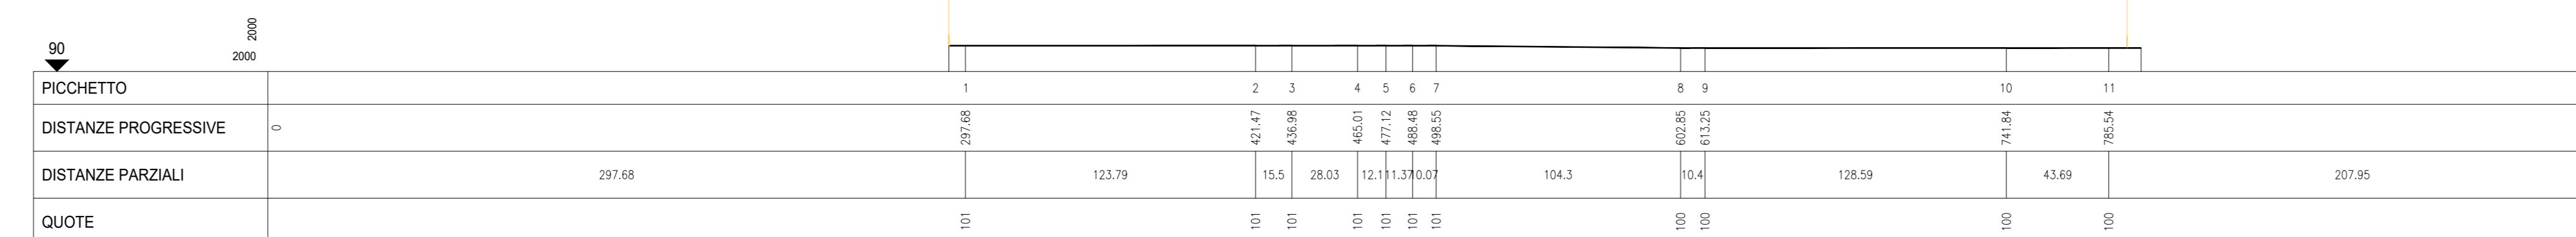 2000
90
2000
PICCHETTO 1 2 3 4 5 6 7 8 9 10 11
DISTANZE PROGRESSIVE 0 297.68 421.47 436.98 465.01 477.12 488.48 498.55 602.85 613.25 741.84 785.54
DISTANZE PARZIALI 297.68 123.79 15.5 28.03 12.1 11.37 10.07 104.3 10.4 128.59 43.69 207.95
QUOTE 101 101 101 101 101 101 101 100 100 100 100